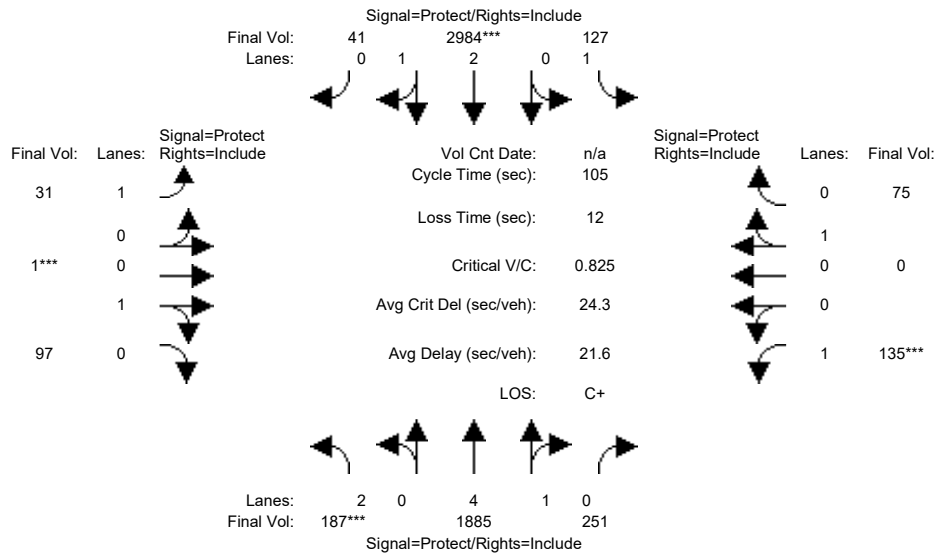 Signal=Protect/Rights=Include
Final Vol: 41 2984*** 127
Lanes: 0 1 2 0 1
Signal=Protect
Final Vol: Lanes: Rights=Include
Vol Cnt Date: n/a
Signal=Protect
Rights=Include Lanes: Final Vol:
Cycle Time (sec): 105
31 1
0 75
Loss Time (sec): 12
0
1
1*** 0
Critical V/C: 0.825
0 0
1
Avg Crit Del (sec/veh): 24.3
0
97 0
Avg Delay (sec/veh): 21.6
1 135***
LOS: C+
Lanes: 2 0 4 1 0
Final Vol: 187*** 1885 251
Signal=Protect/Rights=Include